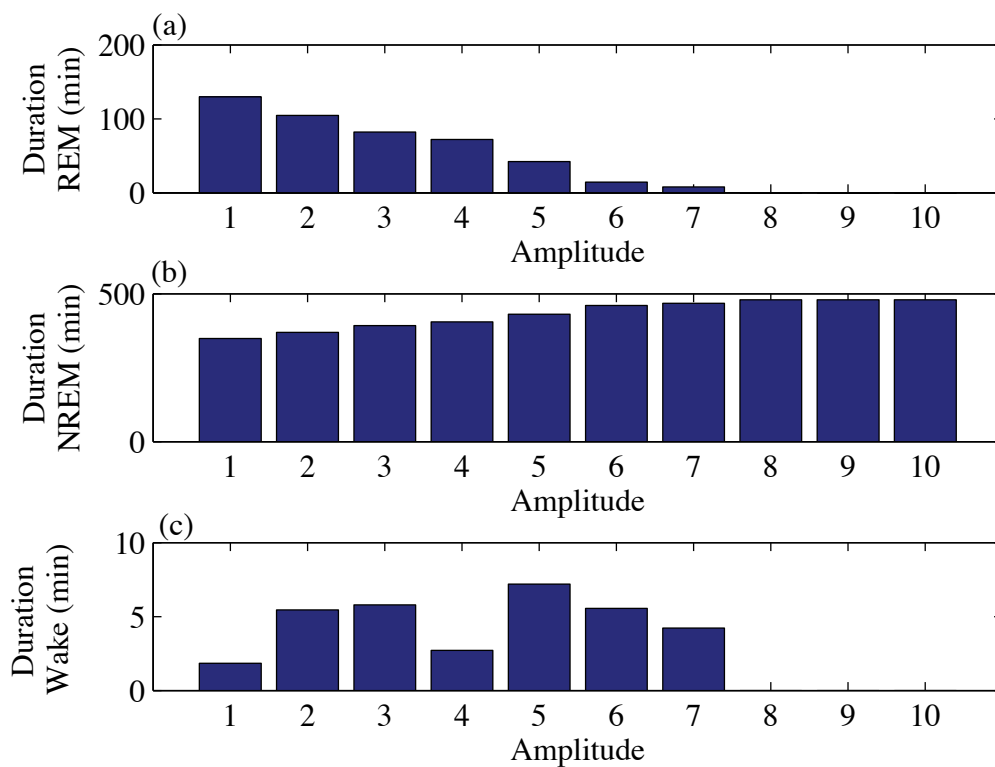 (a)
Duration
REM (min)
200
100
0
1 2 3 4 5 6 7 8 9 10
Amplitude
(b)
Duration
NREM (min)
500
0
1 2 3 4 5 6 7 8 9 10
Amplitude
(c)
Duration
Wake (min)
10
5
0
1 2 3 4 5 6 7 8 9 10
Amplitude